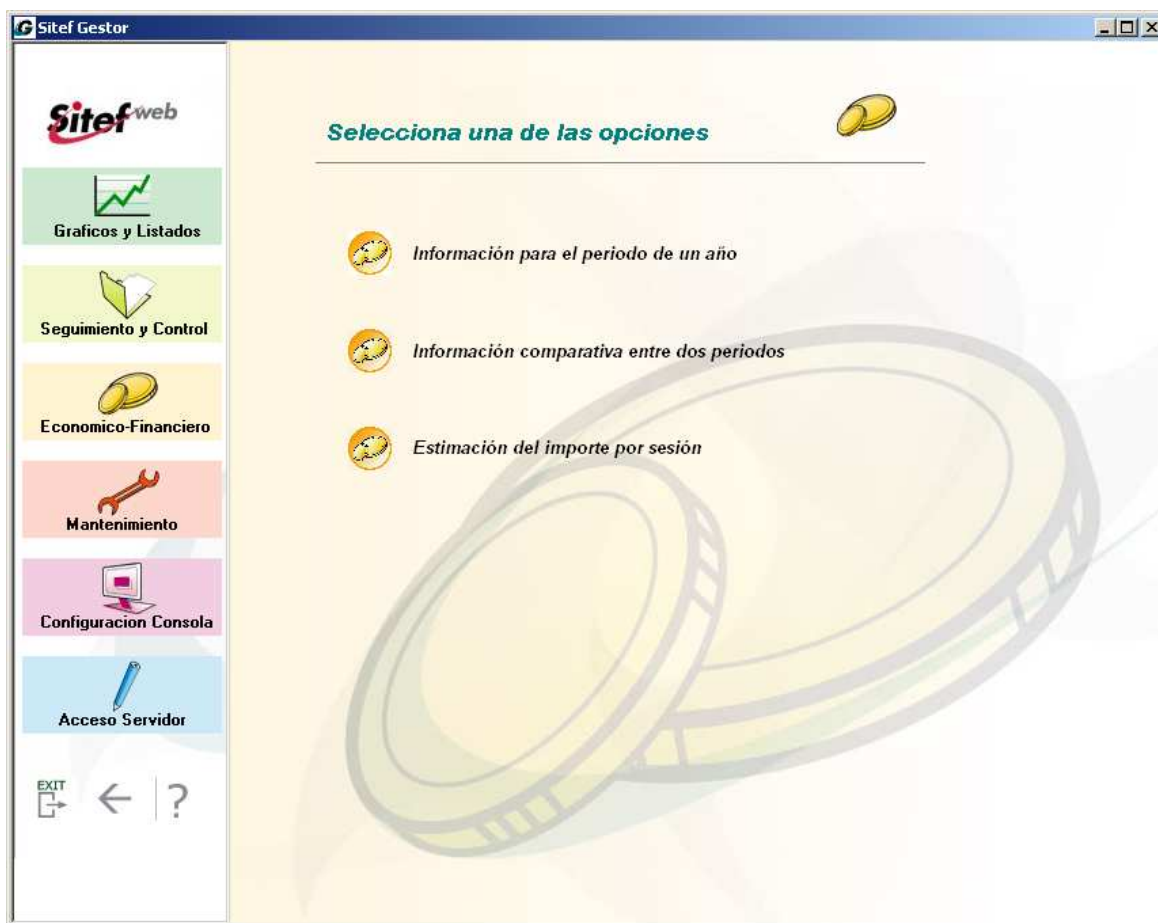 Sitef Gestor
Sitef web
Selecciona una de las opciones
Graficos y Listados
Seguimiento y Control
Economico-Financiero
Mantenimiento
Configuracion Consola
Acceso Servidor
EXIT
?
Información para el periodo de un año
Información comparativa entre dos periodos
Estimación del importe por sesión